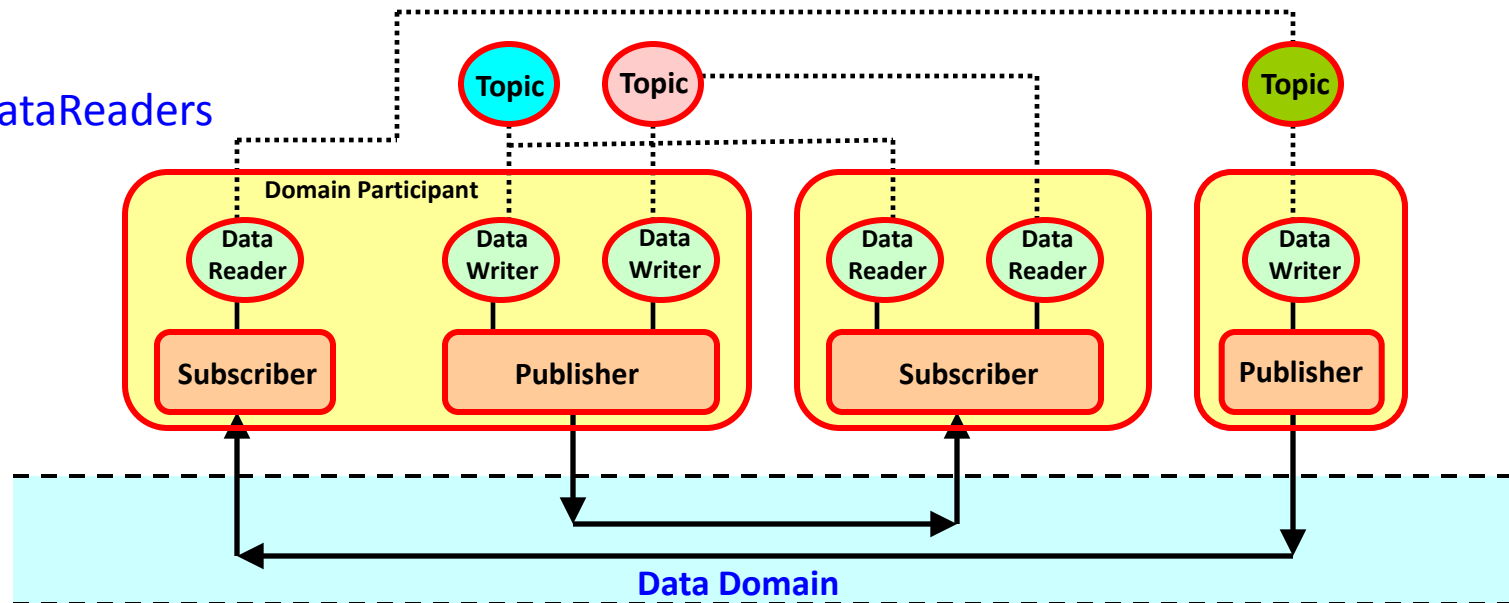 Topic
Topic
Topic
ataReaders
Domain Participant
Data
Reader
Data
Writer
Data
Writer
Data
Reader
Data
Reader
Data
Writer
Subscriber
Publisher
Subscriber
Publisher
Data Domain